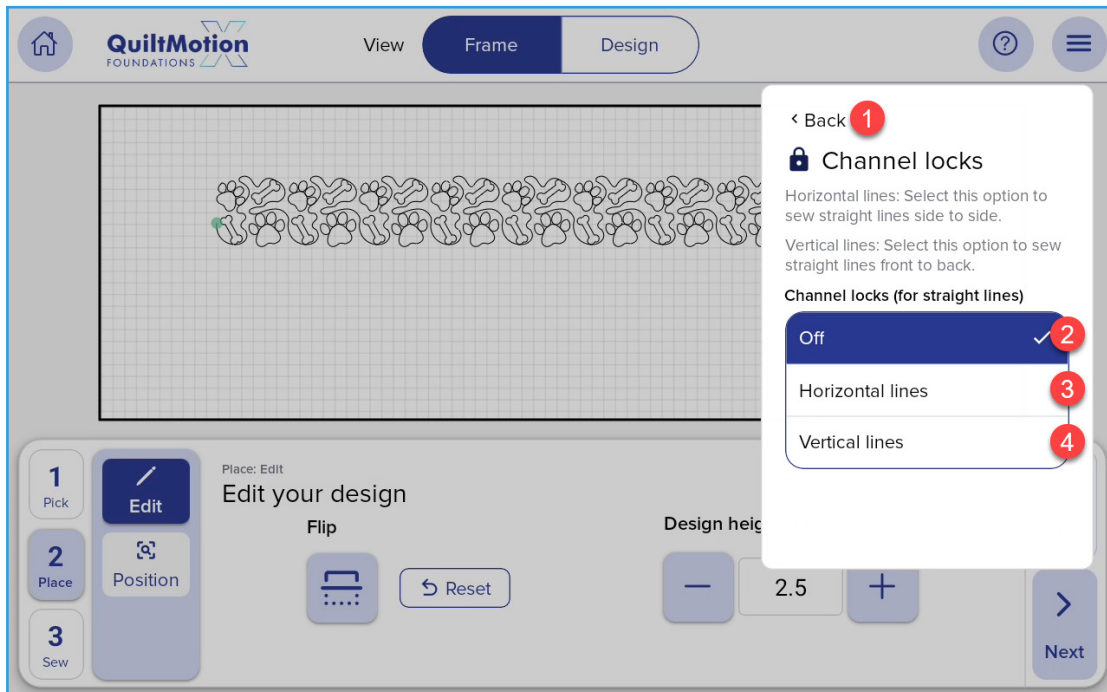 QuiltMotion
FOUNDATIONS
View
Frame
Design
?
< Back
1
Channel locks
Horizontal lines: Select this option to
sew straight lines side to side.
Vertical lines: Select this option to sew
straight lines front to back.
Channel locks (for straight lines)
Off
2
Horizontal lines
3
Vertical lines
4
1
Pick
2
Place
3
Sew
Edit
Position
Place: Edit
Edit your design
Flip
Reset
Design heig
2.5
Next